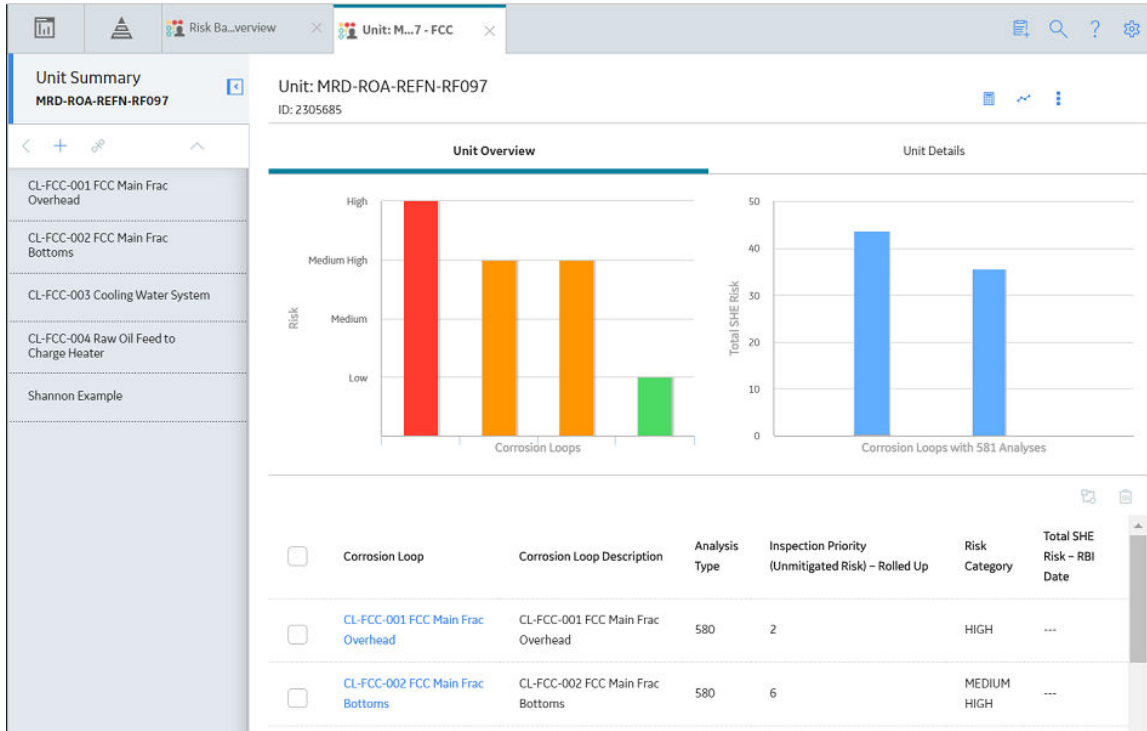 Risk Ba...verview
Unit: M...7 - FCC
Unit Summary
MRD-ROA-REFN-RF097
CL-FCC-001 FCC Main Frac
Overhead
CL-FCC-002 FCC Main Frac
Bottoms
CL-FCC-003 Cooling Water System
CL-FCC-004 Raw Oil Feed to
Charge Heater
Shannon Example
Unit: MRD-ROA-REFN-RF097
ID: 2305685
Unit Overview
Unit Details
High
Medium High
Medium
Low
Risk
Corrosion Loops
50
40
30
20
10
0
Total SHE Risk
Corrosion Loops with 581 Analyses
Corrosion Loop
Corrosion Loop Description
Analysis
Type
Inspection Priority
(Unmitigated Risk) – Rolled Up
Risk
Category
Total SHE
Risk – RBI
Date
CL-FCC-001 FCC Main Frac
Overhead
CL-FCC-001 FCC Main Frac
Overhead
580
2
HIGH
---
CL-FCC-002 FCC Main Frac
Bottoms
CL-FCC-002 FCC Main Frac
Bottoms
580
6
MEDIUM
HIGH
---